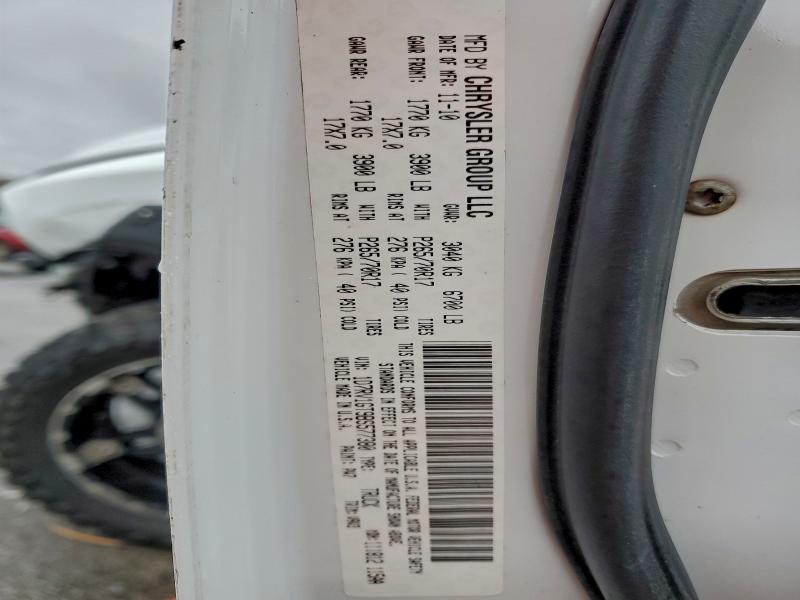 MFD BY CHRYSLER GROUP LLC
DATE OF MFR: 11-10 GVWR: 3040 KG 6700 LB
GAWR FRONT: 1770 KG 3900 LB WITH P265/70R17 TIRES
17X7.0 RIMS AT 276 KPA( 40 PSI) COLD
GAWR REAR: 1770 KG 3900 LB WITH P265/70R17 TIRES
17X7.0 RIMS AT 276 KPA( 40 PSI) COLD
THIS VEHICLE CONFORMS TO ALL APPLICABLE U.S.A. FEDERAL MOTOR VEHICLE SAFETY
STANDARDS IN EFFECT ON THE DATE OF MANUFACTURE SHOWN ABOVE.
VIN: TYPE: TRUCK
VEHICLE MADE IN U.S.A. PAINT: PW7 TRIM: